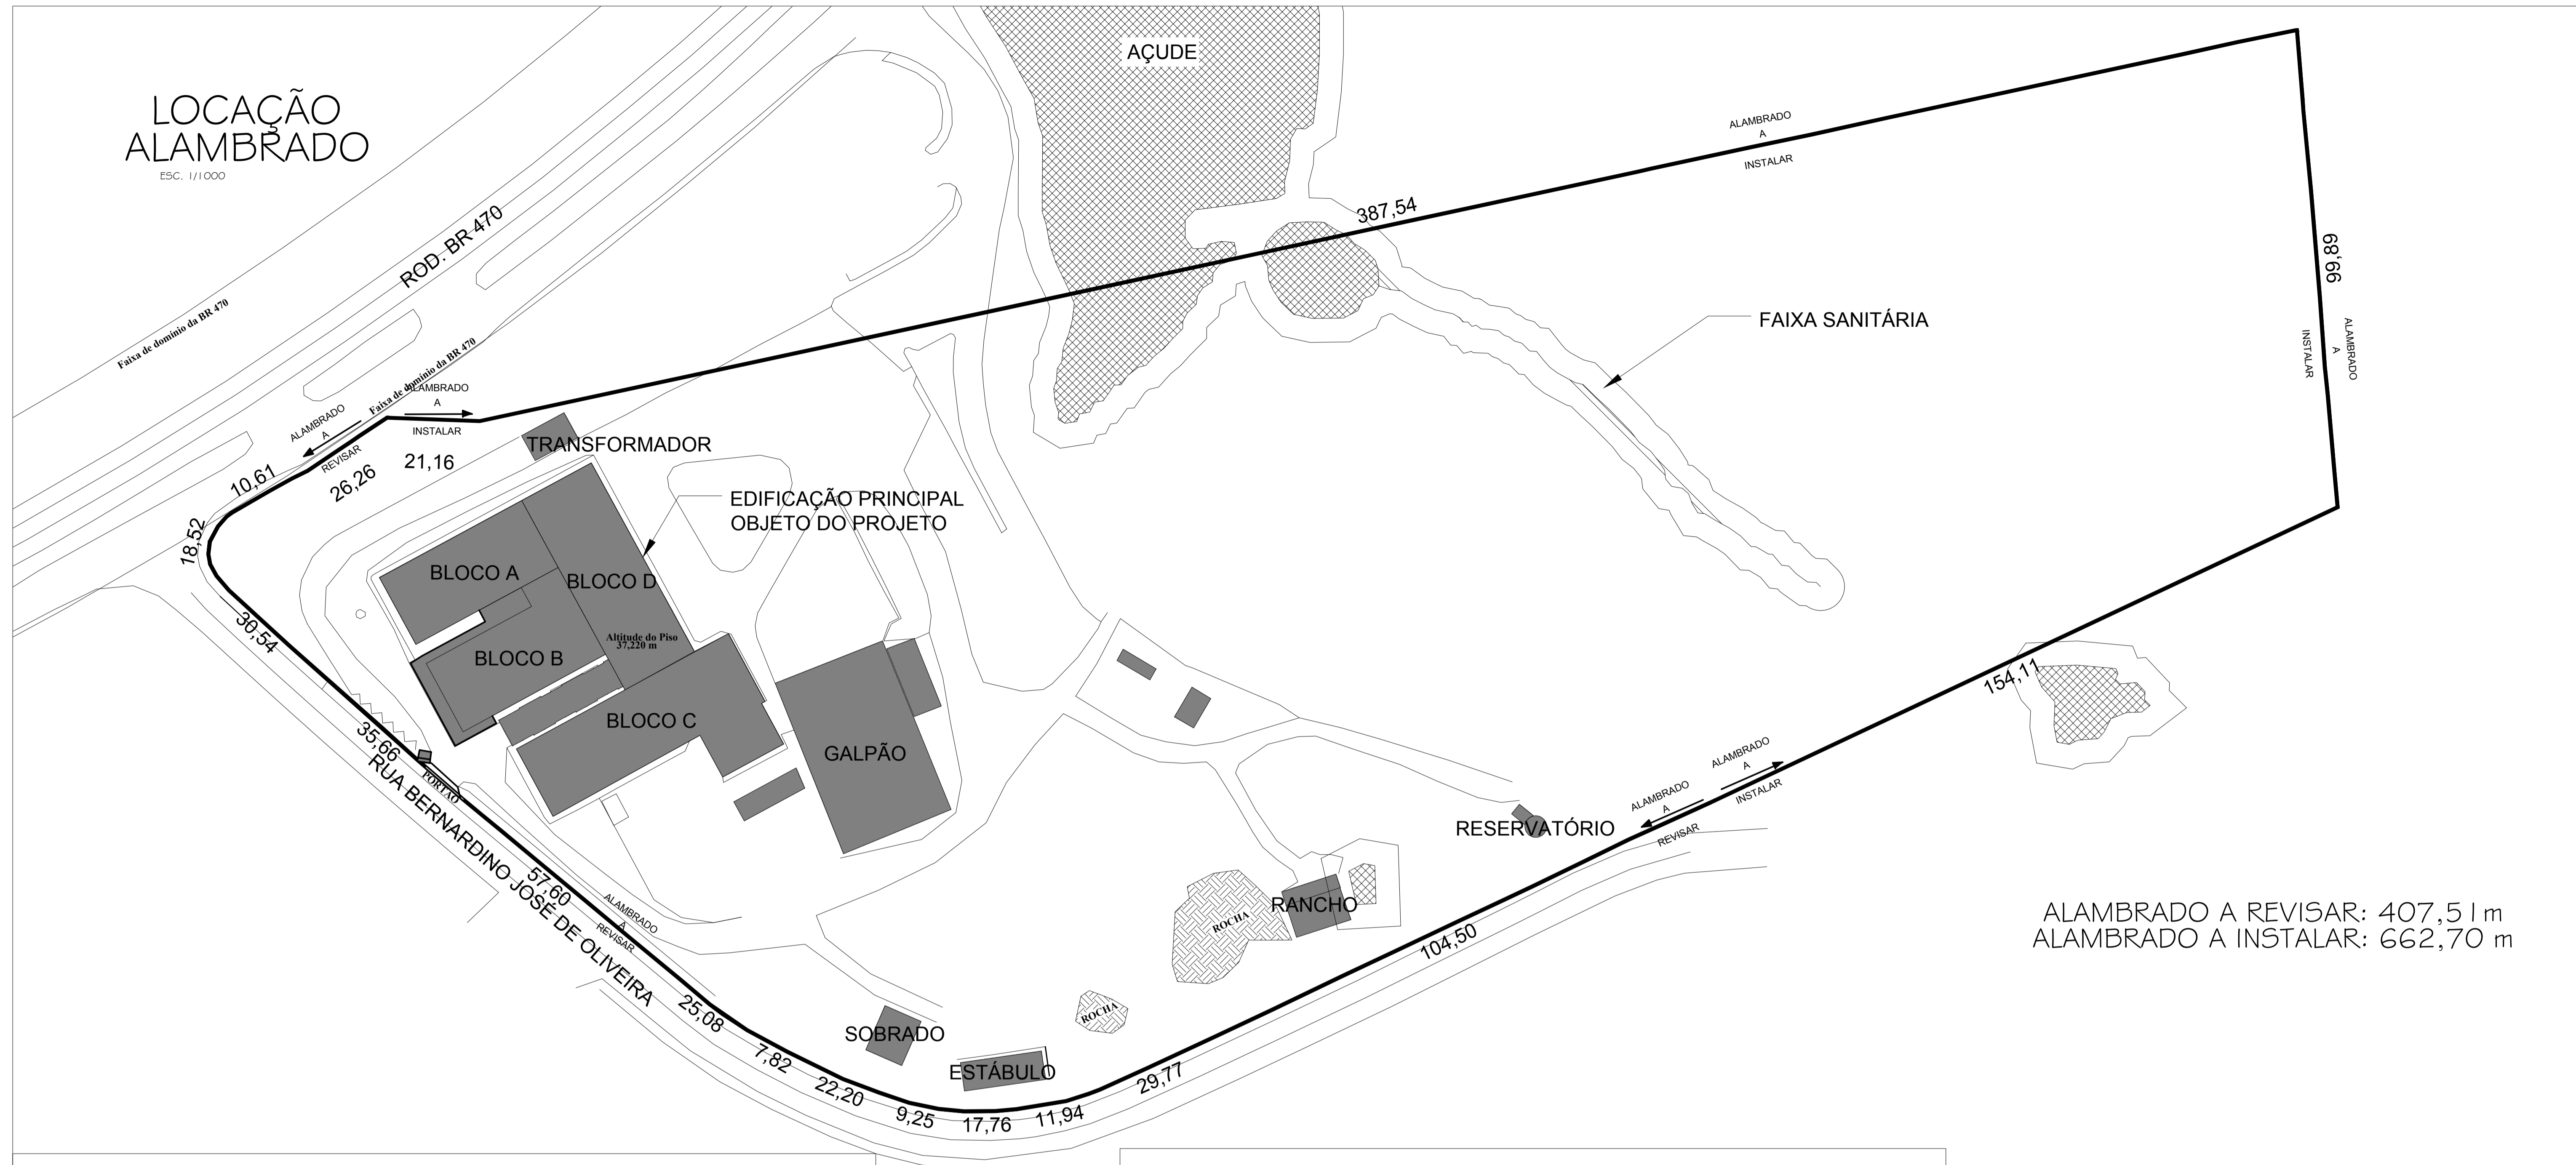 LOCAÇÃO
ALAMBRADO
ESC. 1/1000
AÇUDE
ROD. BR 470
Faixa de domínio da BR 470
Faixa de domínio da BR 470
ALAMBRADO
A
INSTALAR
387,54
99,89
ALAMBRADO
A
INSTALAR
FAIXA SANITÁRIA
ALAMBRADO
A
INSTALAR
ALAMBRADO
A
REVISAR
10,61
26,26
21,16
18,52
TRANSFORMADOR
EDIFICAÇÃO PRINCIPAL
OBJETO DO PROJETO
BLOCO A
BLOCO D
Altitude do Piso
37,220 m
BLOCO B
BLOCO C
GALPÃO
30,54
35,66
PORTÃO
RUA BERNARDINO JOSÉ DE OLIVEIRA
57,60
ALAMBRADO
A
REVISAR
154,11
ALAMBRADO
A
INSTALAR
ALAMBRADO
A
REVISAR
RESERVATÓRIO
RANCHO
ROCHA
ROCHA
104,50
ALAMBRADO A REVISAR: 407,51m
ALAMBRADO A INSTALAR: 662,70 m
SOBRADO
ESTÁBULO
25,08
7,82
22,20
9,25
17,76
11,94
29,77